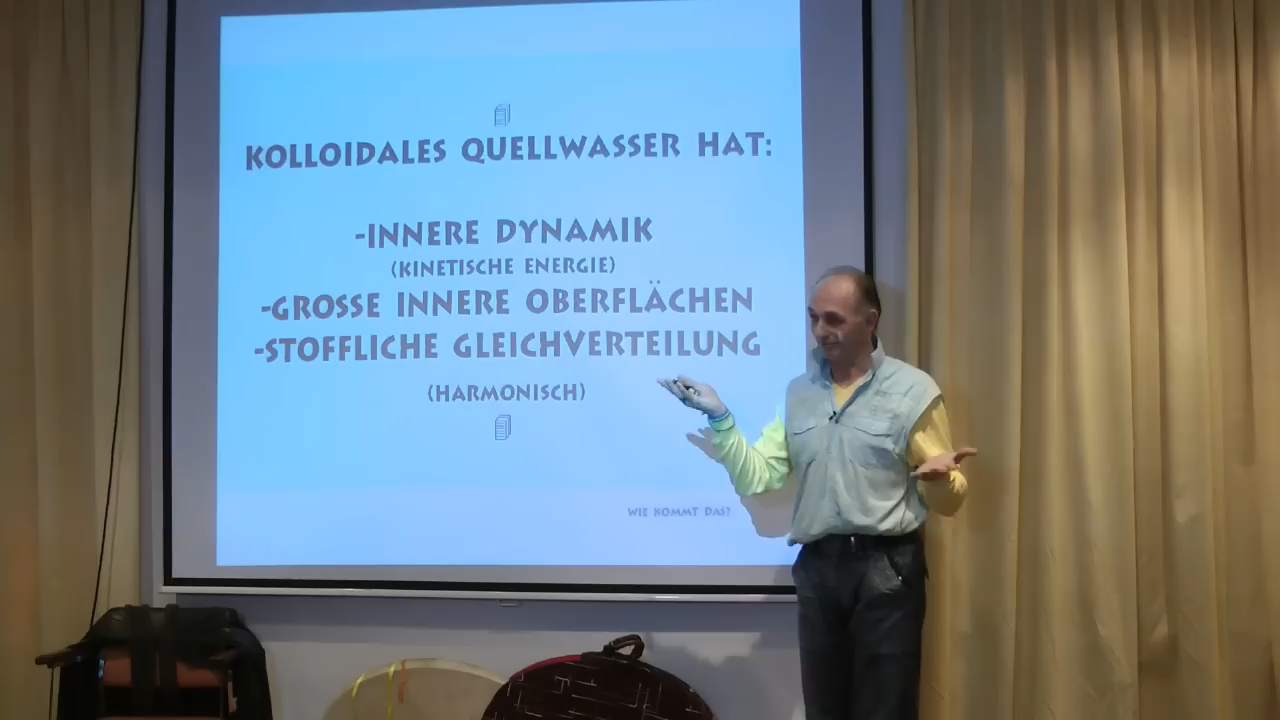 KOLLOIDALES QUELLWASSER HAT:
-INNERE DYNAMIK
(KINETISCHE ENERGIE)
-GROSSE INNERE OBERFLÄCHEN
-STOFFLICHE GLEICHVERTEILUNG
(HARMONISCH)
WIE KOMMT DAS?